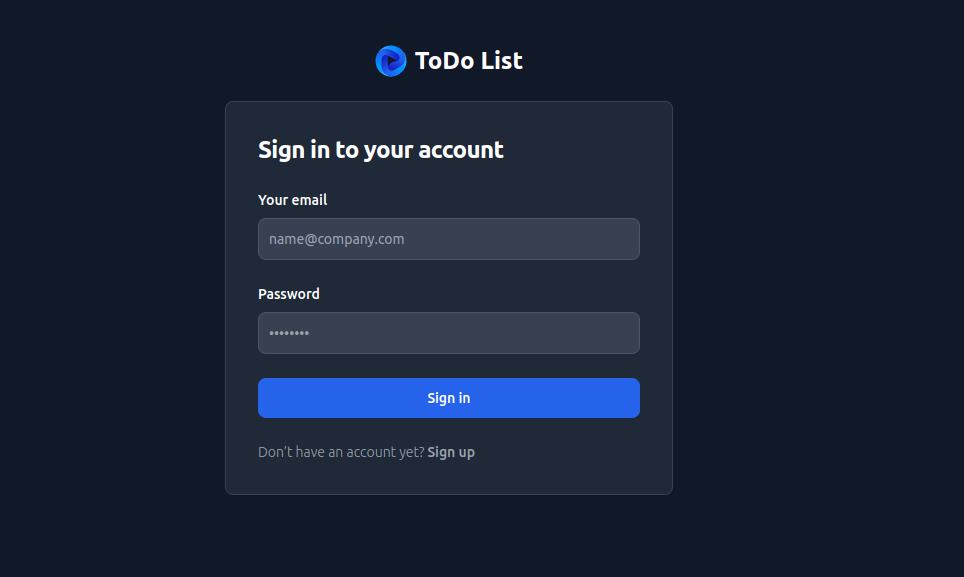 ToDo List
Sign in to your account
Your email
name@company.com
Password
••••••••
Sign in
Don't have an account yet? Sign up